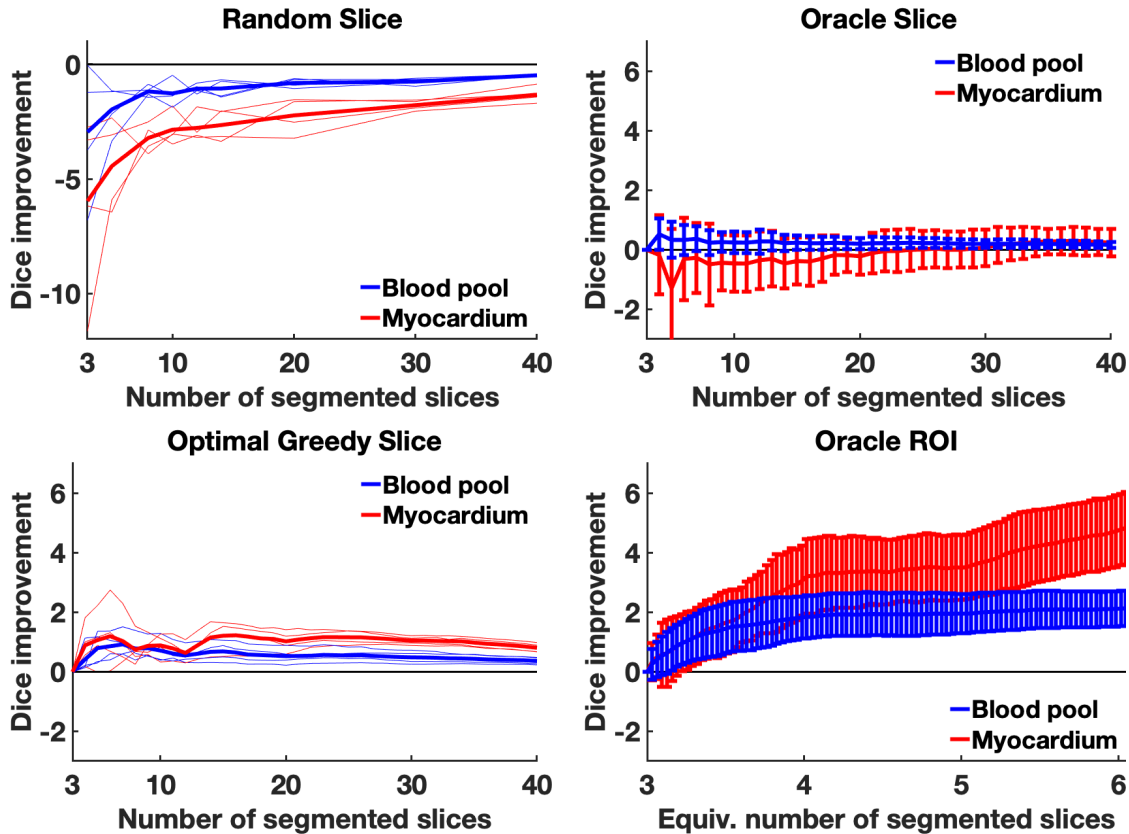 Random Slice
Dice improvement
0
-5
-10
Blood pool
Myocardium
3 10 20 30 40
Number of segmented slices
Oracle Slice
Dice improvement
6
4
2
0
-2
Blood pool
Myocardium
3 10 20 30 40
Number of segmented slices
Optimal Greedy Slice
Dice improvement
6
4
2
0
-2
Blood pool
Myocardium
3 10 20 30 40
Number of segmented slices
Oracle ROI
Dice improvement
6
4
2
0
-2
Blood pool
Myocardium
3 4 5 6
Equiv. number of segmented slices